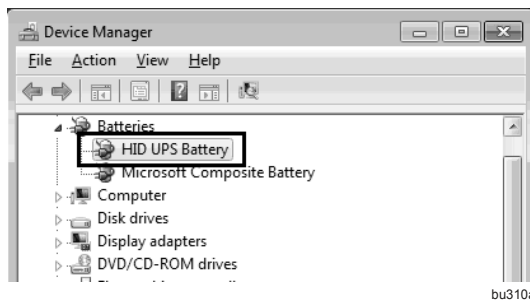 Device Manager
File Action View Help
Batteries
HID UPS Battery
Microsoft Composite Battery
Computer
Disk drives
Display adapters
DVD/CD-ROM drives
bu310a